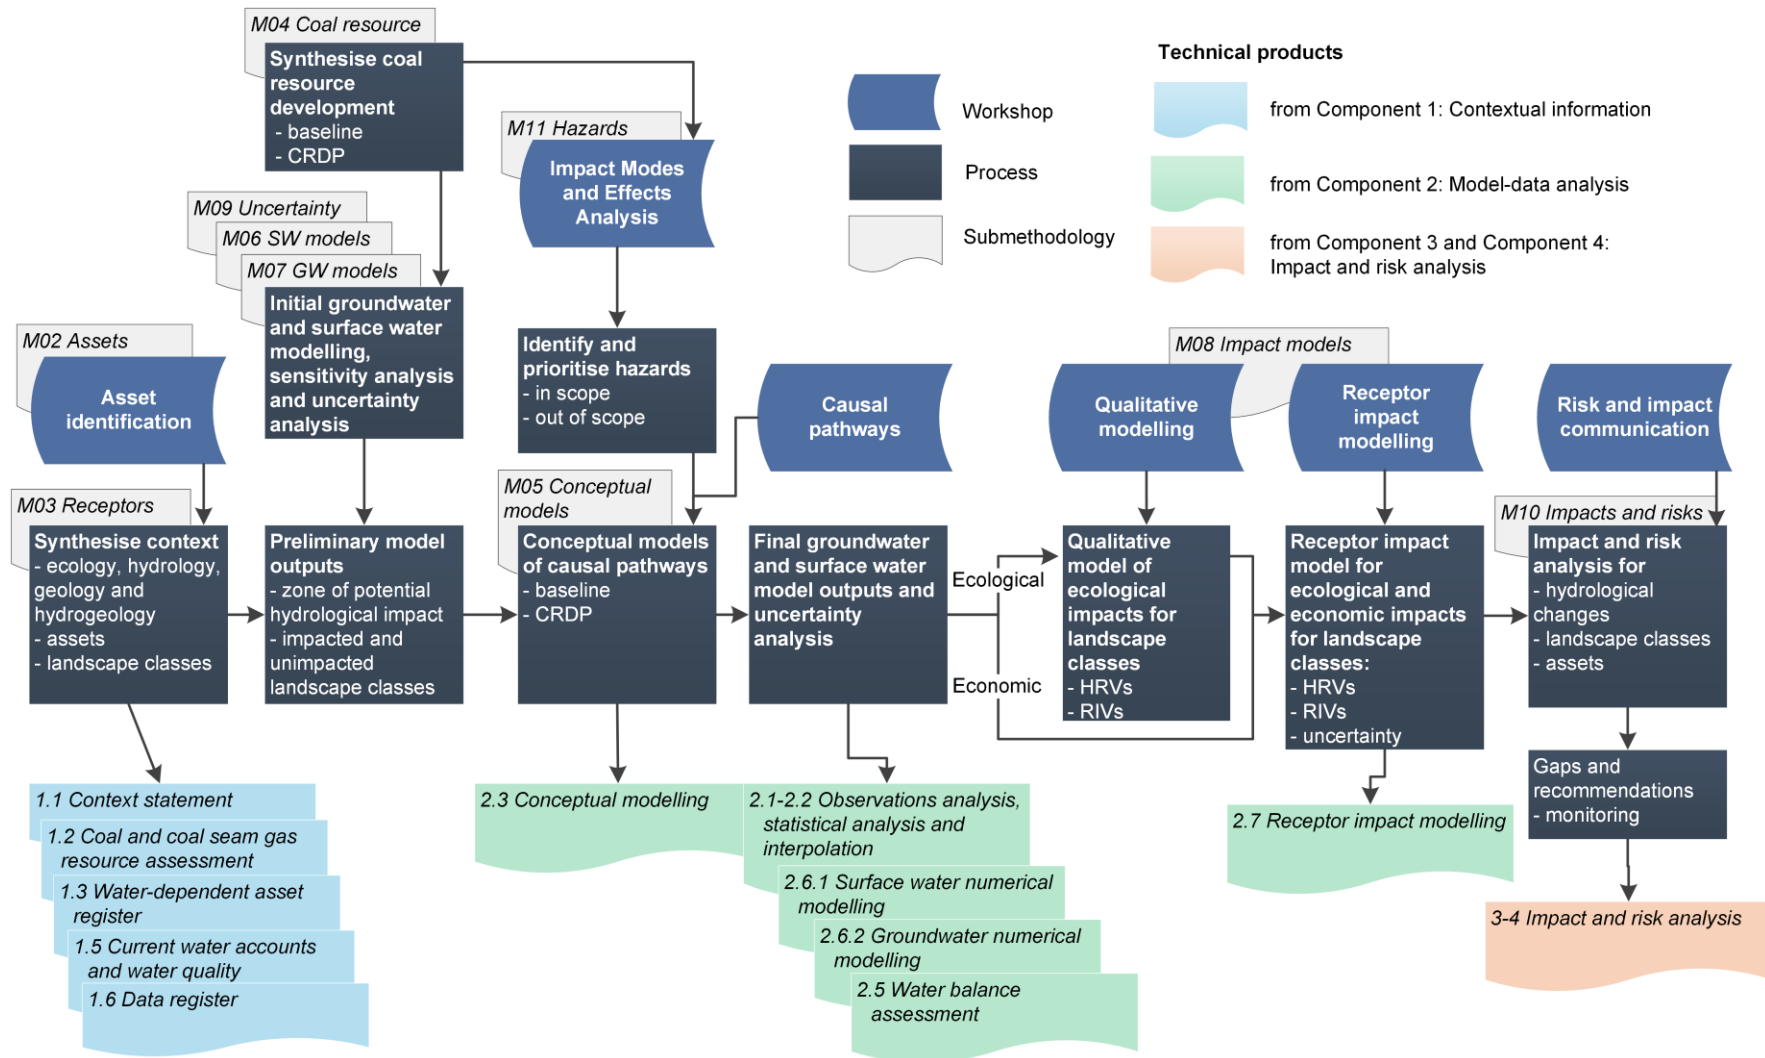 M04 Coal resource
Synthesise coal
resource
development
- baseline
- CRDP
M11 Hazards
Impact Modes
and Effects
Analysis
Technical products
Workshop
Process
Submethodology
from Component 1: Contextual information
from Component 2: Model-data analysis
from Component 3 and Component 4:
Impact and risk analysis
M09 Uncertainty
M06 SW models
M07 GW models
Initial groundwater
and surface water
modelling,
sensitivity analysis
and uncertainty
analysis
M02 Assets
Asset
identification
Identify and
prioritise hazards
- in scope
- out of scope
Causal
pathways
M08 Impact models
Qualitative
modelling
Receptor
impact
modelling
Risk and impact
communication
M03 Receptors
Synthesise context
- ecology, hydrology,
geology and
hydrogeology
- assets
- landscape classes
Preliminary model
outputs
- zone of potential
hydrological impact
- impacted and
unimpacted
landscape classes
M05 Conceptual
models
Conceptual models
of causal pathways
- baseline
- CRDP
Final groundwater
and surface water
model outputs and
uncertainty
analysis
Ecological
Economic
Qualitative
model of
ecological
impacts for
landscape
classes
- HRVs
- RIVs
Receptor impact
model for
ecological and
economic impacts
for landscape
classes:
- HRVs
- RIVs
- uncertainty
M10 Impacts and risks
Impact and risk
analysis for
- hydrological
changes
- landscape classes
- assets
Gaps and
recommendations
- monitoring
1.1 Context statement
1.2 Coal and coal seam gas
resource assessment
1.3 Water-dependent asset
register
1.5 Current water accounts
and water quality
1.6 Data register
2.3 Conceptual modelling
2.1-2.2 Observations analysis,
statistical analysis and
interpolation
2.6.1 Surface water numerical
modelling
2.6.2 Groundwater numerical
modelling
2.5 Water balance
assessment
2.7 Receptor impact modelling
3-4 Impact and risk analysis